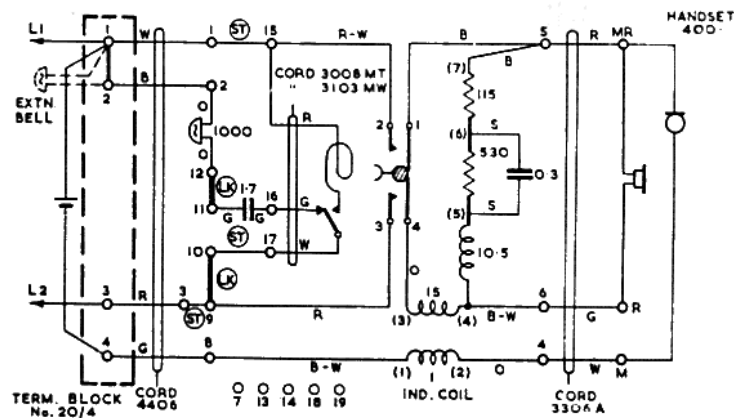 HANDSET
400
L1
1
W
1
ST
15
R-W
B
5
R
MR
CORD 3008 MT
" 3103 MW
(7)
B
115
2
B
2
EXTN.
BELL
R
2
1
(6)
S
1000
530
0.3
12
LK
1.7
16
11
G
G
G
(5)
S
ST
3
4
10
17
W
10.5
LK
15
L2
3
R
3
9
R
(3)
(4)
B-W
6
G
R
ST
4
G
8
B-W
(1)
1
(2)
4
W
M
TERM. BLOCK
No. 20/4
CORD
4406
7
13
14
18
19
IND. COIL
CORD
3306A